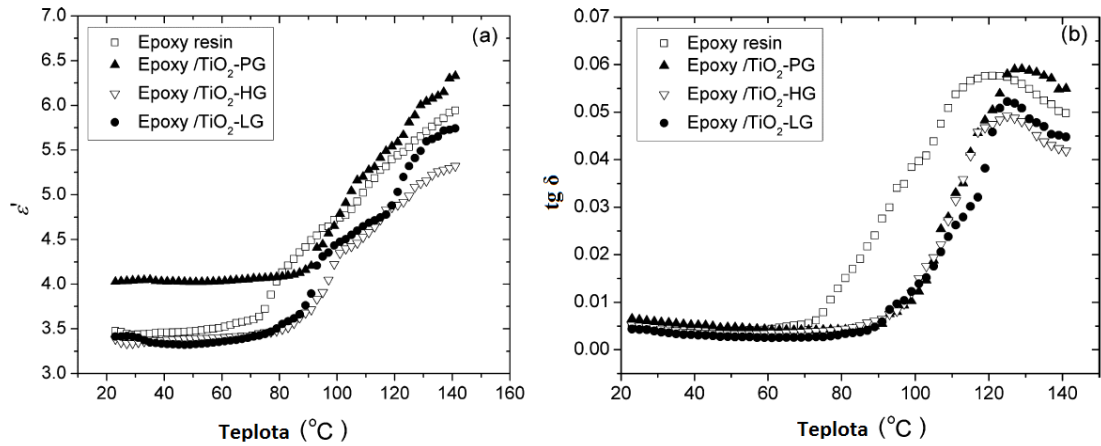 7.0
6.5
6.0
5.5
5.0
4.5
4.0
3.5
3.0
ε'
(a)
Epoxy resin
Epoxy /TiO₂-PG
Epoxy /TiO₂-HG
Epoxy /TiO₂-LG
20 40 60 80 100 120 140 160
Teplota (°C)
0.07
0.06
0.05
0.04
0.03
0.02
0.01
0.00
tg δ
(b)
Epoxy resin
Epoxy /TiO₂-PG
Epoxy /TiO₂-HG
Epoxy /TiO₂-LG
20 40 60 80 100 120 140
Teplota (°C)